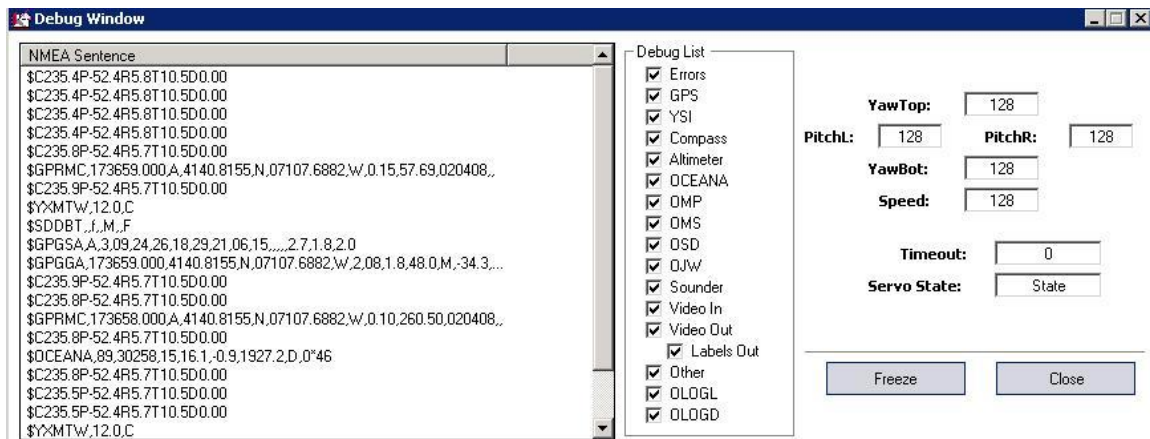 Debug Window
NMEA Sentence
$C235.4P-52.4R5.8T10.5D0.00
$C235.4P-52.4R5.8T10.5D0.00
$C235.4P-52.4R5.8T10.5D0.00
$C235.4P-52.4R5.8T10.5D0.00
$C235.8P-52.4R5.7T10.5D0.00
$GPRMC,173659.000,A,4140.8155,N,07107.6882,W,0.15,57.69,020408,,
$C235.9P-52.4R5.7T10.5D0.00
$YXMTW,12.0,C
$SDDBT,,f,,M,,F
$GPGSA,A,3,09,24,26,18,29,21,06,15,,,,,2.7,1.8,2.0
$GPGGA,173659.000,4140.8155,N,07107.6882,W,2,08,1.8,48.0,M,-34.3,...
$C235.9P-52.4R5.7T10.5D0.00
$C235.8P-52.4R5.7T10.5D0.00
$GPRMC,173658.000,A,4140.8155,N,07107.6882,W,0.10,260.50,020408,,
$C235.8P-52.4R5.7T10.5D0.00
$OCEANA,89,30258,15,16.1,-0.9,1927.2,D,0*46
$C235.8P-52.4R5.7T10.5D0.00
$C235.5P-52.4R5.7T10.5D0.00
$C235.5P-52.4R5.7T10.5D0.00
$YXMTW,12.0,C
Debug List
Errors
GPS
YSI
Compass
Altimeter
OCEANA
OMP
OMS
OSD
OJW
Sounder
Video In
Video Out
Labels Out
Other
OLOGL
OLOGD
YawTop: 128
PitchL: 128 PitchR: 128
YawBot: 128
Speed: 128
Timeout: 0
Servo State: State
Freeze Close